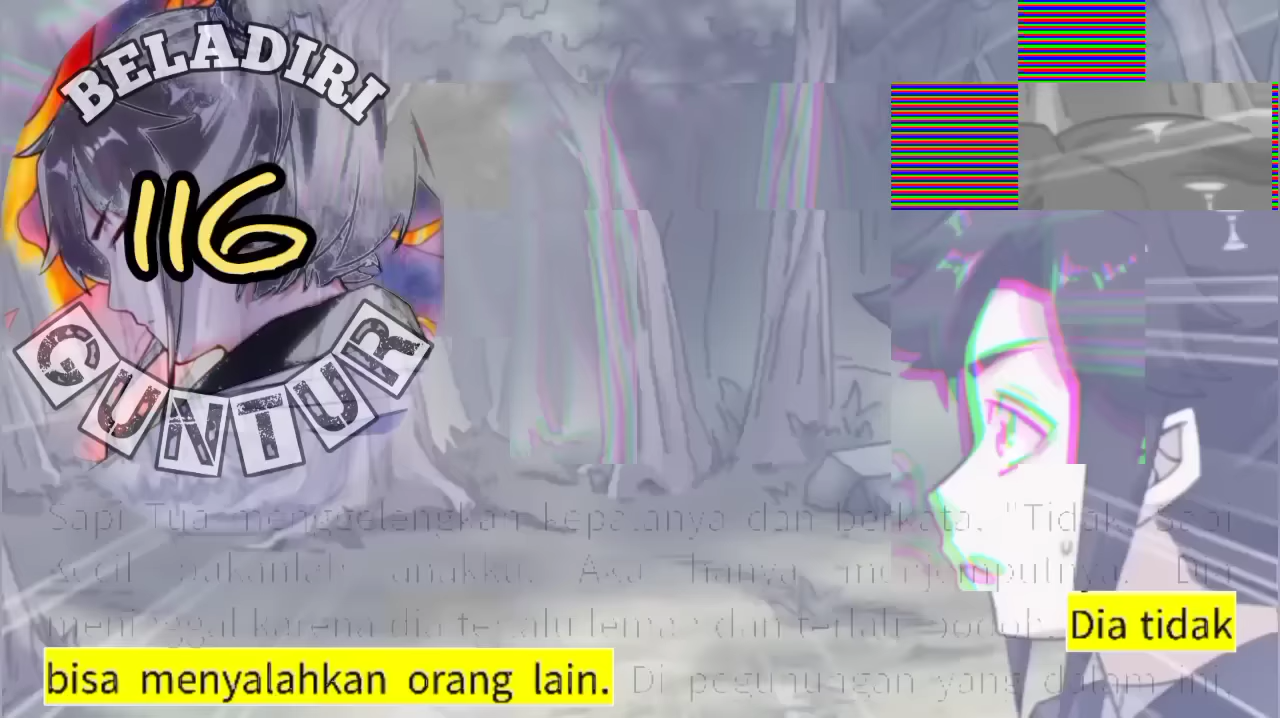 BELADIRI
116
GUNTUR
Sapi Tua menggelengkan kepalanya dan berkata. "Tidak. Sapi
Kecil bukanlah anakku. Aku hanya menjemputnya. Dia
meninggal karena dia terlalu lemah dan terlalu bodoh. Dia tidak
bisa menyalahkan orang lain. Di pegunungan yang dalam ini,